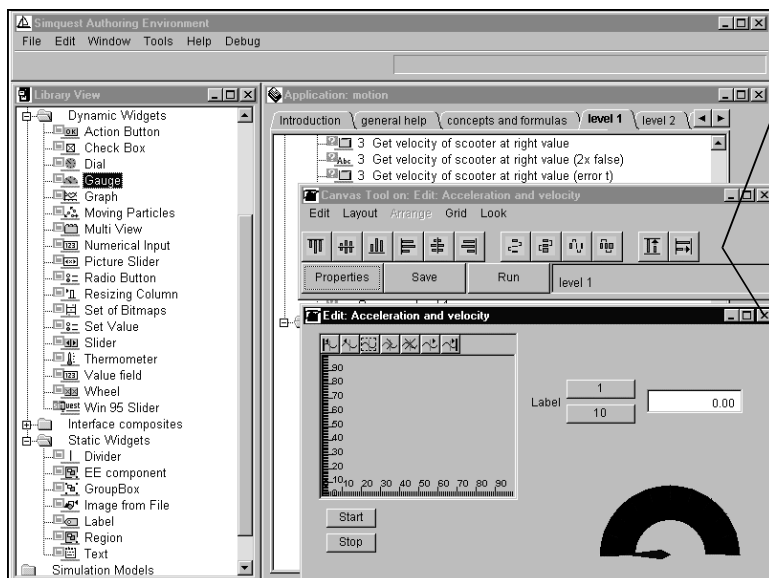 Simquest Authoring Environment
File Edit Window Tools Help Debug
Library View
Dynamic Widgets
OK Action Button
Check Box
Dial
Gauge
Graph
Moving Particles
Multi View
123 Numerical Input
Picture Slider
Radio Button
Resizing Column
Set of Bitmaps
Set Value
Slider
Thermometer
123 Value field
Wheel
Quest Win 95 Slider
Interface composites
Static Widgets
Divider
EE component
GroupBox
Image from File
Label
Region
Text
Simulation Models
Application: motion
Introduction general help concepts and formulas level 1 level 2
3 Get velocity of scooter at right value
Abc 3 Get velocity of scooter at right value (2x false)
3 Get velocity of scooter at right value (error t)
Canvas Tool on: Edit: Acceleration and velocity
Edit Layout Arrange Grid Look
Properties Save Run level 1
Edit: Acceleration and velocity
.90
.80
.70
.60
.50
.40
.30
.20
.10
0 10 20 30 40 50 60 70 80 90
Label 1 0.00
10
Start
Stop